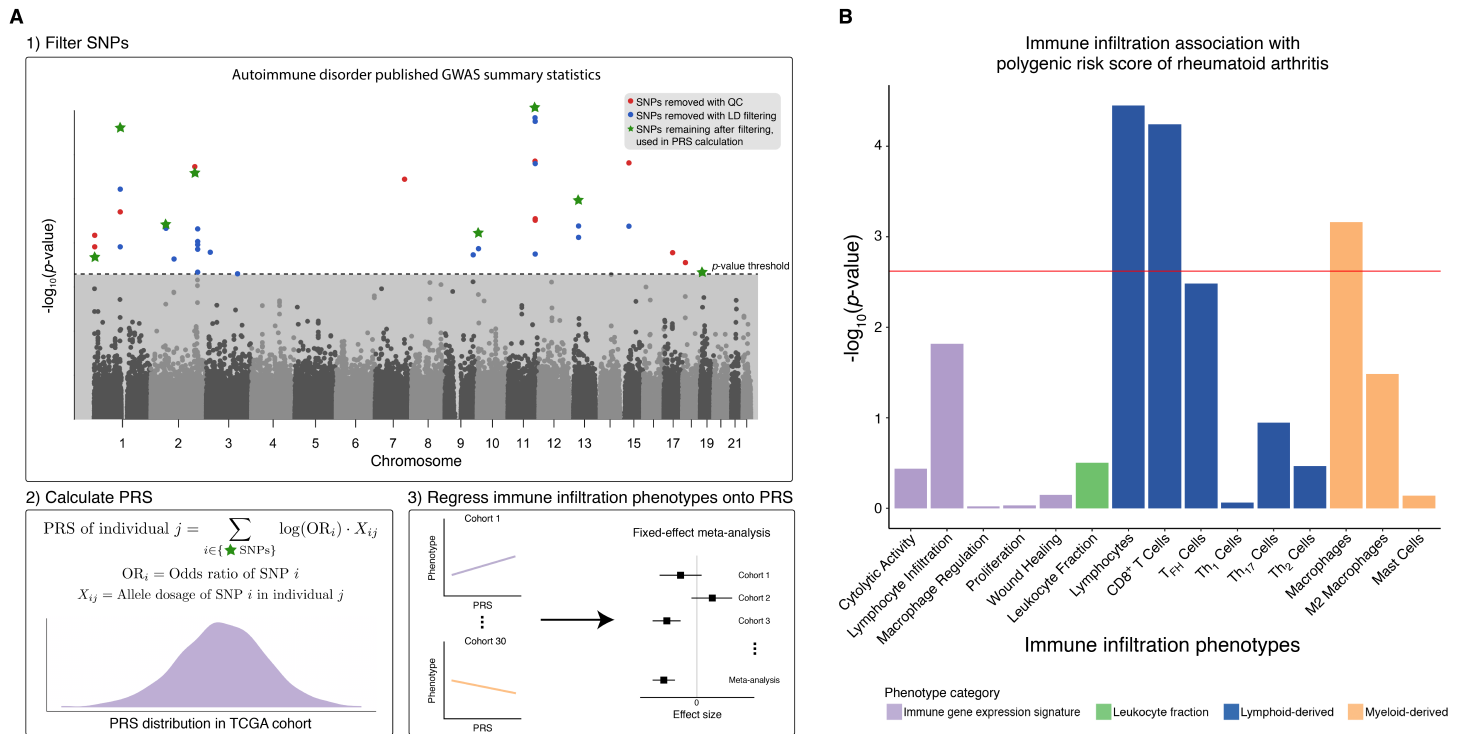 A
1) Filter SNPs
Autoimmune disorder published GWAS summary statistics
SNPs removed with QC
SNPs removed with LD filtering
SNPs remaining after filtering,
used in PRS calculation
-log₁₀(p-value)
p-value threshold
1 2 3 4 5 6 7 8 9 10 11 12 13 15 17 19 21
Chromosome
2) Calculate PRS
PRS of individual j = ∑ log(ORᵢ) · Xᵢⱼ
i∈{★ SNPs}
ORᵢ = Odds ratio of SNP i
Xᵢⱼ = Allele dosage of SNP i in individual j
PRS distribution in TCGA cohort
3) Regress immune infiltration phenotypes onto PRS
Cohort 1
Phenotype
PRS
⋮
Cohort 30
Phenotype
PRS
Fixed-effect meta-analysis
Cohort 1
Cohort 2
Cohort 3
⋮
Meta-analysis
0
Effect size
B
Immune infiltration association with
polygenic risk score of rheumatoid arthritis
-log₁₀(p-value)
4
3
2
1
0
Cytolytic Activity
Lymphocyte Infiltration
Macrophage Regulation
Proliferation
Wound Healing
Leukocyte Fraction
Lymphocytes
CD8⁺ T Cells
T_FH Cells
Th₁ Cells
Th₁₇ Cells
Th₂ Cells
Macrophages
M2 Macrophages
Mast Cells
Immune infiltration phenotypes
Phenotype category
Immune gene expression signature
Leukocyte fraction
Lymphoid-derived
Myeloid-derived